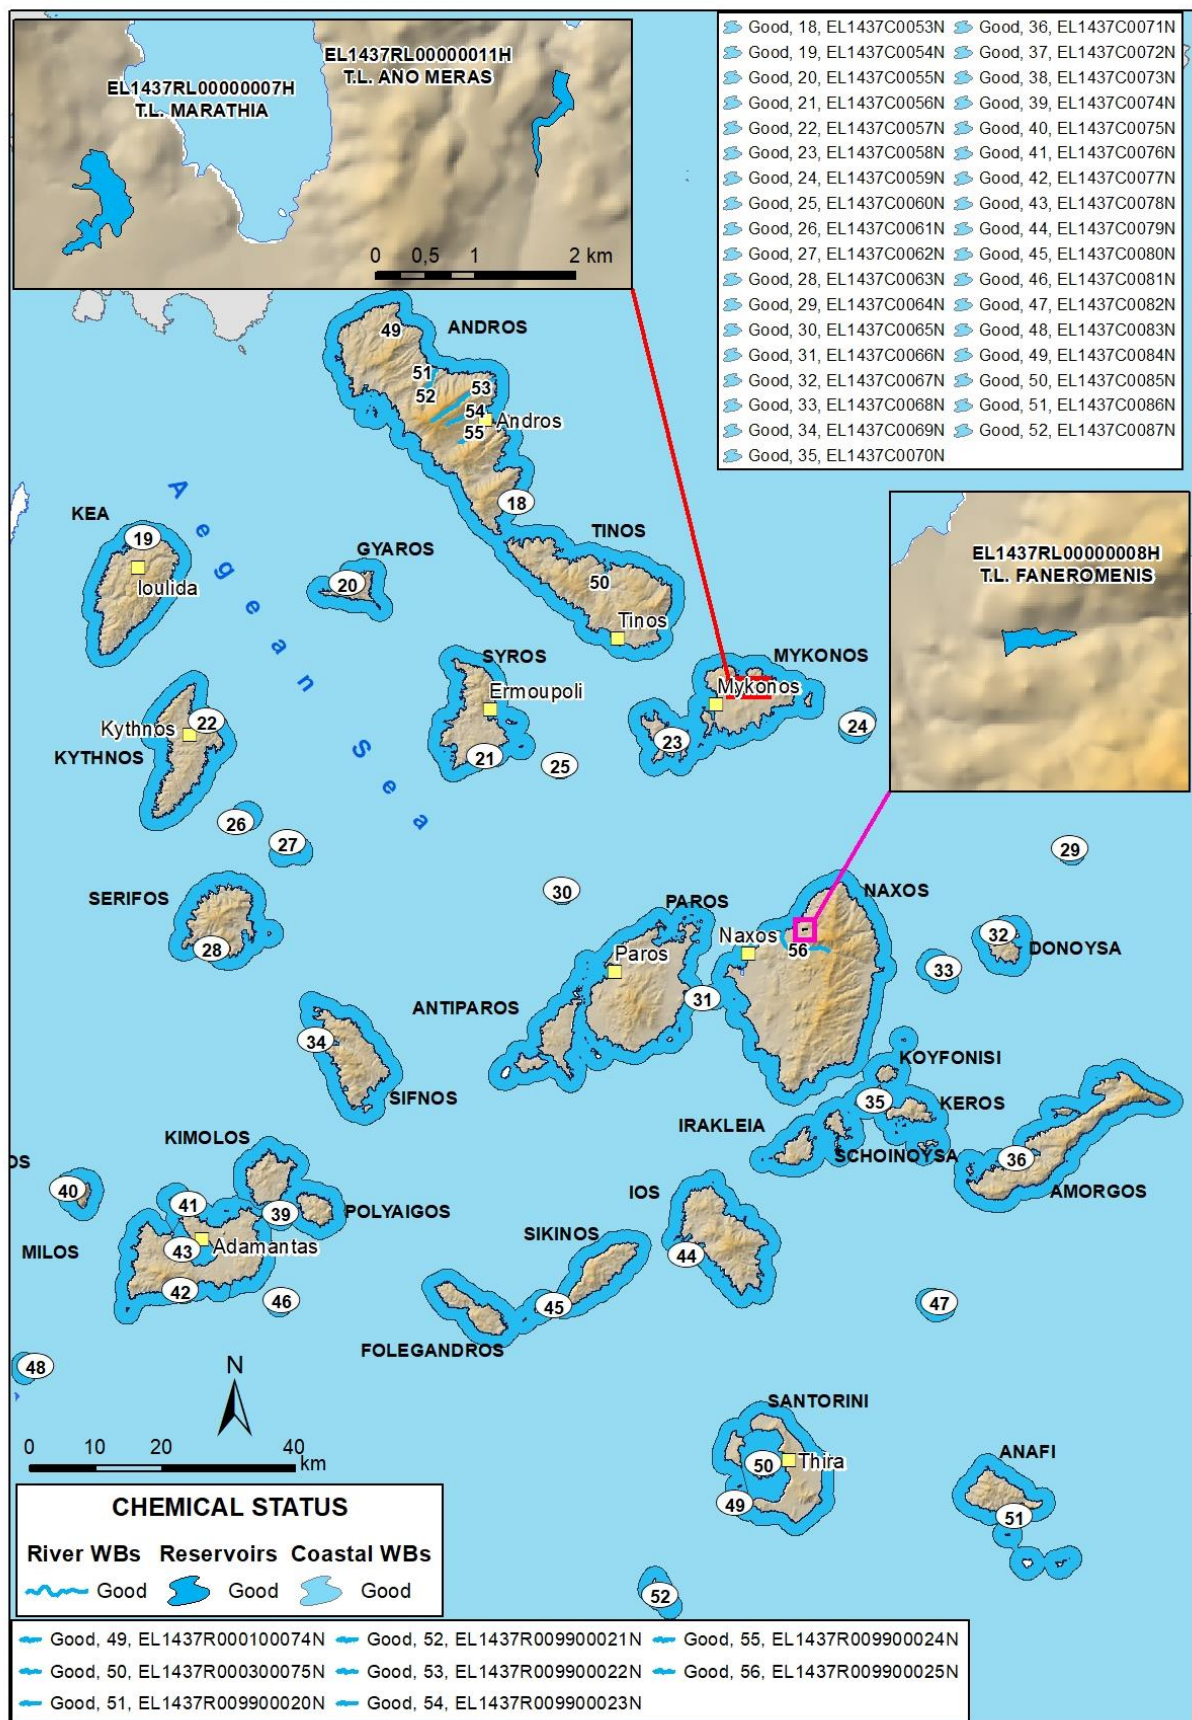 EL1437RL00000007H
T.L. MARATHIA
EL1437RL00000011H
T.L. AÑO MERAS
0 0,5 1 2 km
Good, 18, EL1437C0053N
Good, 19, EL1437C0054N
Good, 20, EL1437C0055N
Good, 21, EL1437C0056N
Good, 22, EL1437C0057N
Good, 23, EL1437C0058N
Good, 24, EL1437C0059N
Good, 25, EL1437C0060N
Good, 26, EL1437C0061N
Good, 27, EL1437C0062N
Good, 28, EL1437C0063N
Good, 29, EL1437C0064N
Good, 30, EL1437C0065N
Good, 31, EL1437C0066N
Good, 32, EL1437C0067N
Good, 33, EL1437C0068N
Good, 34, EL1437C0069N
Good, 35, EL1437C0070N
Good, 36, EL1437C0071N
Good, 37, EL1437C0072N
Good, 38, EL1437C0073N
Good, 39, EL1437C0074N
Good, 40, EL1437C0075N
Good, 41, EL1437C0076N
Good, 42, EL1437C0077N
Good, 43, EL1437C0078N
Good, 44, EL1437C0079N
Good, 45, EL1437C0080N
Good, 46, EL1437C0081N
Good, 47, EL1437C0082N
Good, 48, EL1437C0083N
Good, 49, EL1437C0084N
Good, 50, EL1437C0085N
Good, 51, EL1437C0086N
Good, 52, EL1437C0087N
EL1437RL00000008H
T.L. FANEROMENIS
49
ANDROS
51
52
53
54
55
Andros
18
KEA
19
Ioulida
Aegean Sea
GYAROS
20
TINOS
50
Tinos
SYROS
Ermoupoli
21
25
MYKONOS
Mykonos
23
24
Kythnos
22
KYTHNOS
26
27
29
30
SERIFOS
28
PAROS
Paros
NAXOS
Naxos
56
31
32
DONOYSA
33
ANTIPAROS
34
SIFNOS
KOYFONISI
35
KEROS
IRAKLEIA
SCHOINOYSA
36
AMORGOS
KIMOLOS
OS
40
41
39
POLYAIGOS
MILOS
43
Adamantas
42
46
IOS
44
SIKINOS
45
FOLEGANDROS
47
48
N
0 10 20 40
km
SANTORINI
50
Thira
49
ANAFI
51
52
CHEMICAL STATUS
River WBs Reservoirs Coastal WBs
Good Good Good
Good, 49, EL1437R000100074N
Good, 50, EL1437R000300075N
Good, 51, EL1437R009900020N
Good, 52, EL1437R009900021N
Good, 53, EL1437R009900022N
Good, 54, EL1437R009900023N
Good, 55, EL1437R009900024N
Good, 56, EL1437R009900025N